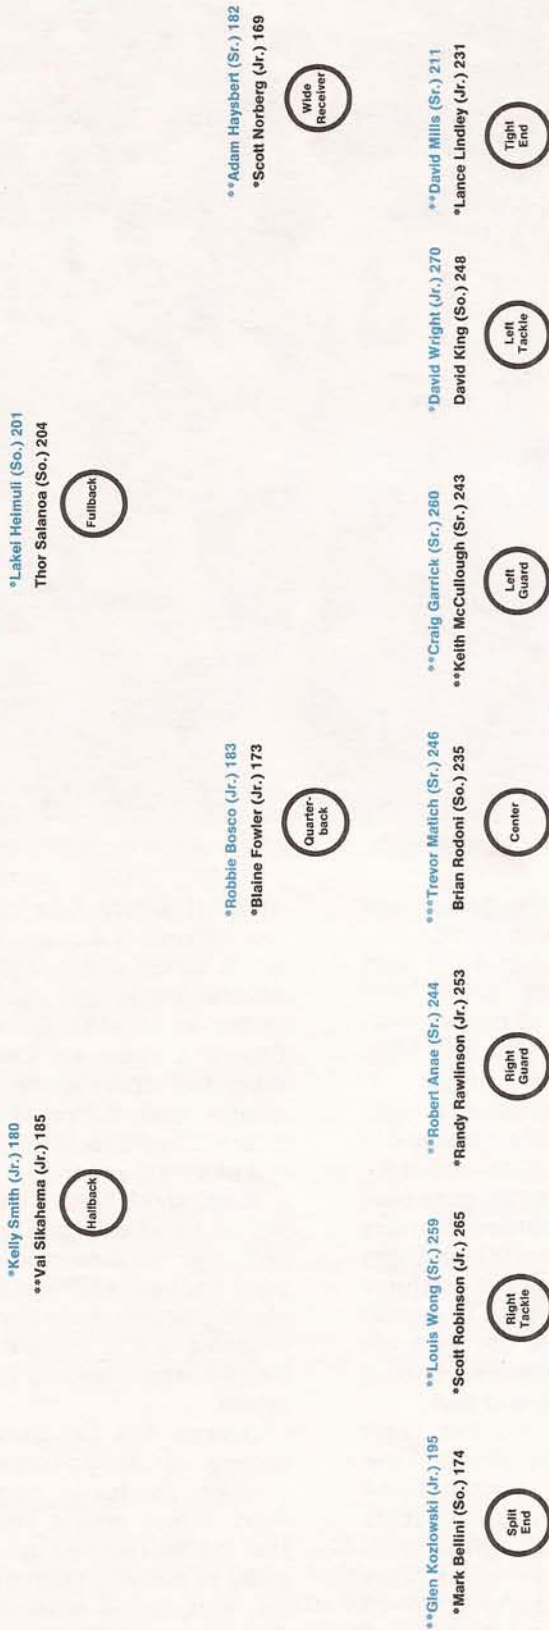 *Kelly Smith (Jr.) 180
**Vai Sikahema (Jr.) 185
Halfback
*Lakei Heimuli (So.) 201
Thor Salanoa (So.) 204
Fullback
*Robbie Bosco (Jr.) 183
*Blaine Fowler (Jr.) 173
Quarter-
back
**Adam Haysbert (Sr.) 182
*Scott Norberg (Jr.) 169
Wide
Receiver
**Glen Kozlowski (Jr.) 195
*Mark Bellini (So.) 174
Split
End
**Louis Wong (Sr.) 259
*Scott Robinson (Jr.) 265
Right
Tackle
**Robert Anae (Sr.) 244
*Randy Rawlinson (Jr.) 253
Right
Guard
***Trevor Matich (Sr.) 246
Brian Rodoni (So.) 235
Center
**Craig Garrick (Sr.) 260
**Keith McCullough (Sr.) 243
Left
Guard
*David Wright (Jr.) 270
David King (So.) 248
Left
Tackle
**David Mills (Sr.) 211
*Lance Lindley (Jr.) 231
Tight
End